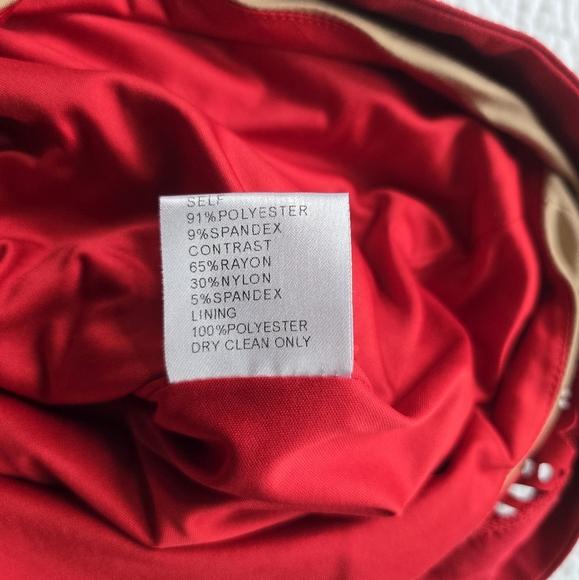 SELF
91%POLYESTER
9%SPANDEX
CONTRAST
65%RAYON
30%NYLON
5%SPANDEX
LINING
100%POLYESTER
DRY CLEAN ONLY